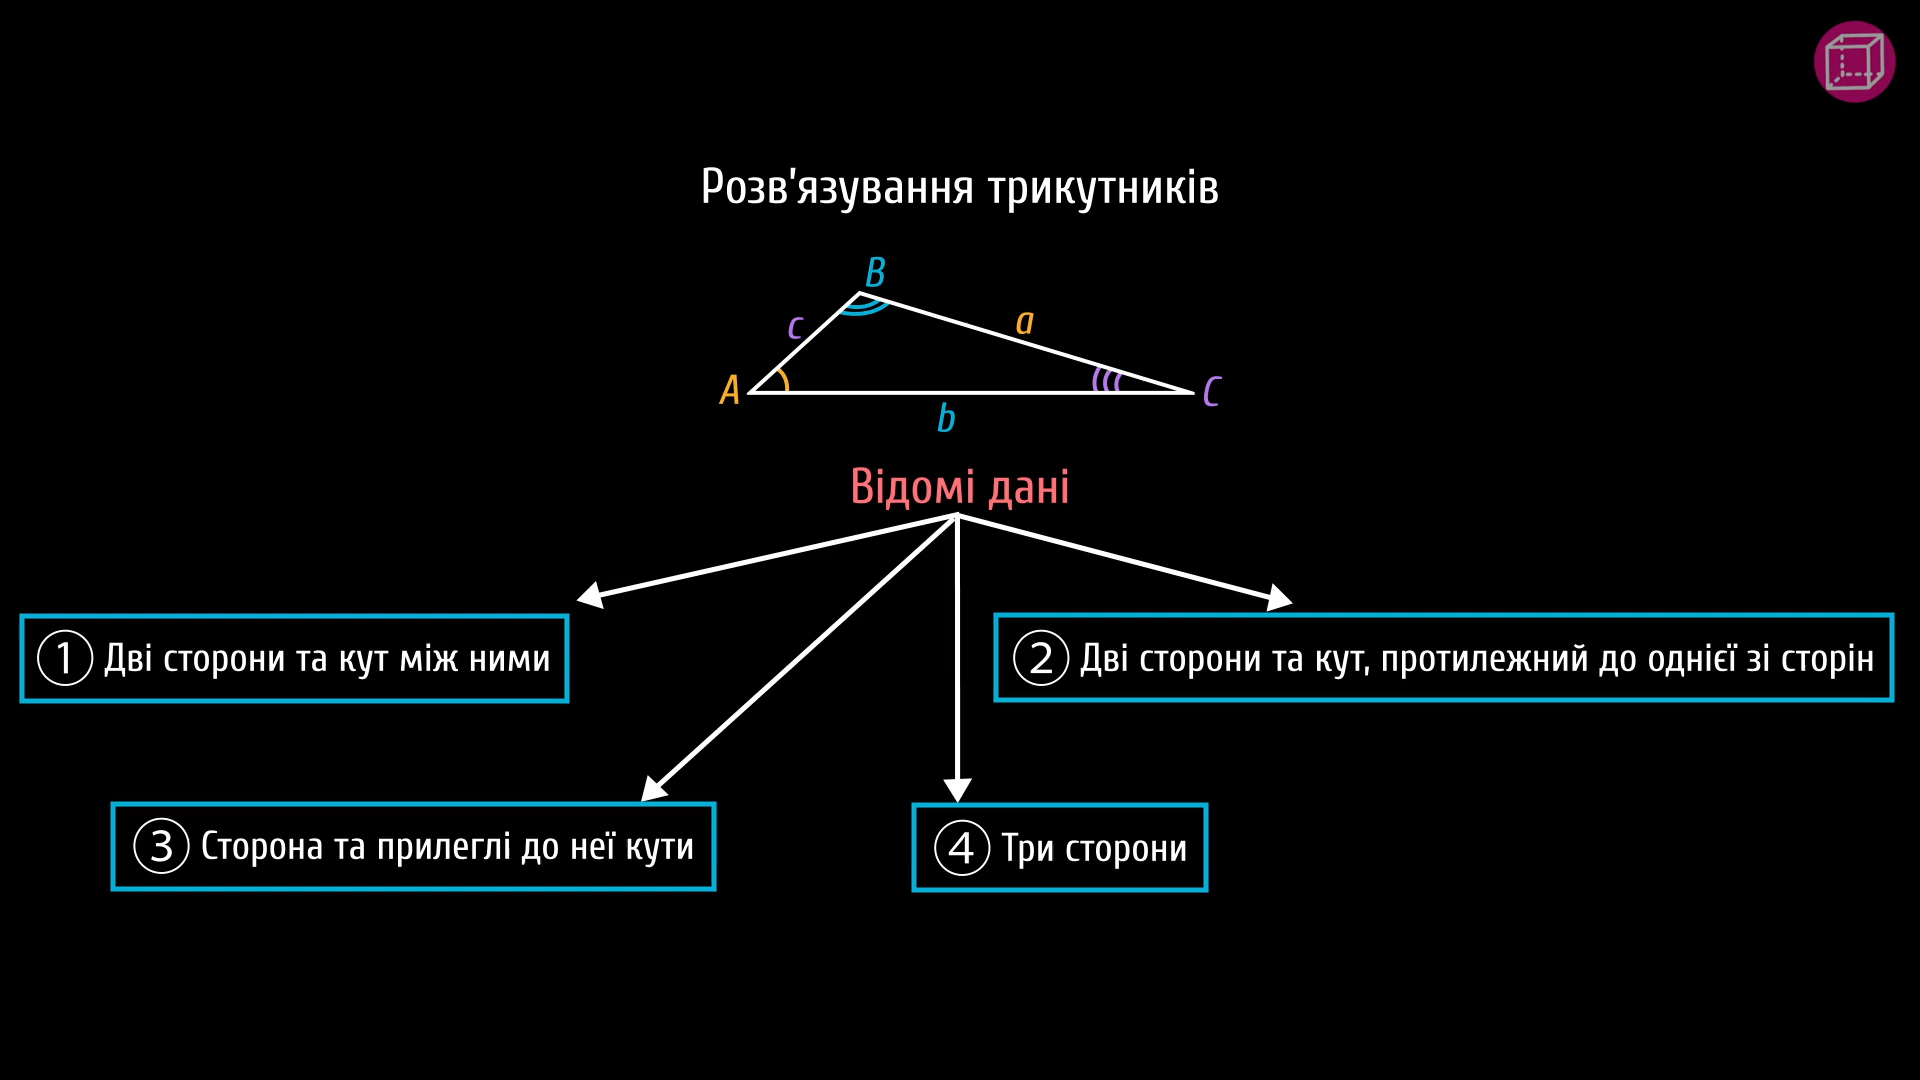 Розв'язування трикутників
B
c
a
A
C
b
Відомі дані
1 Дві сторони та кут між ними
2 Дві сторони та кут, протилежний до однієї зі сторін
3 Сторона та прилеглі до неї кути
4 Три сторони